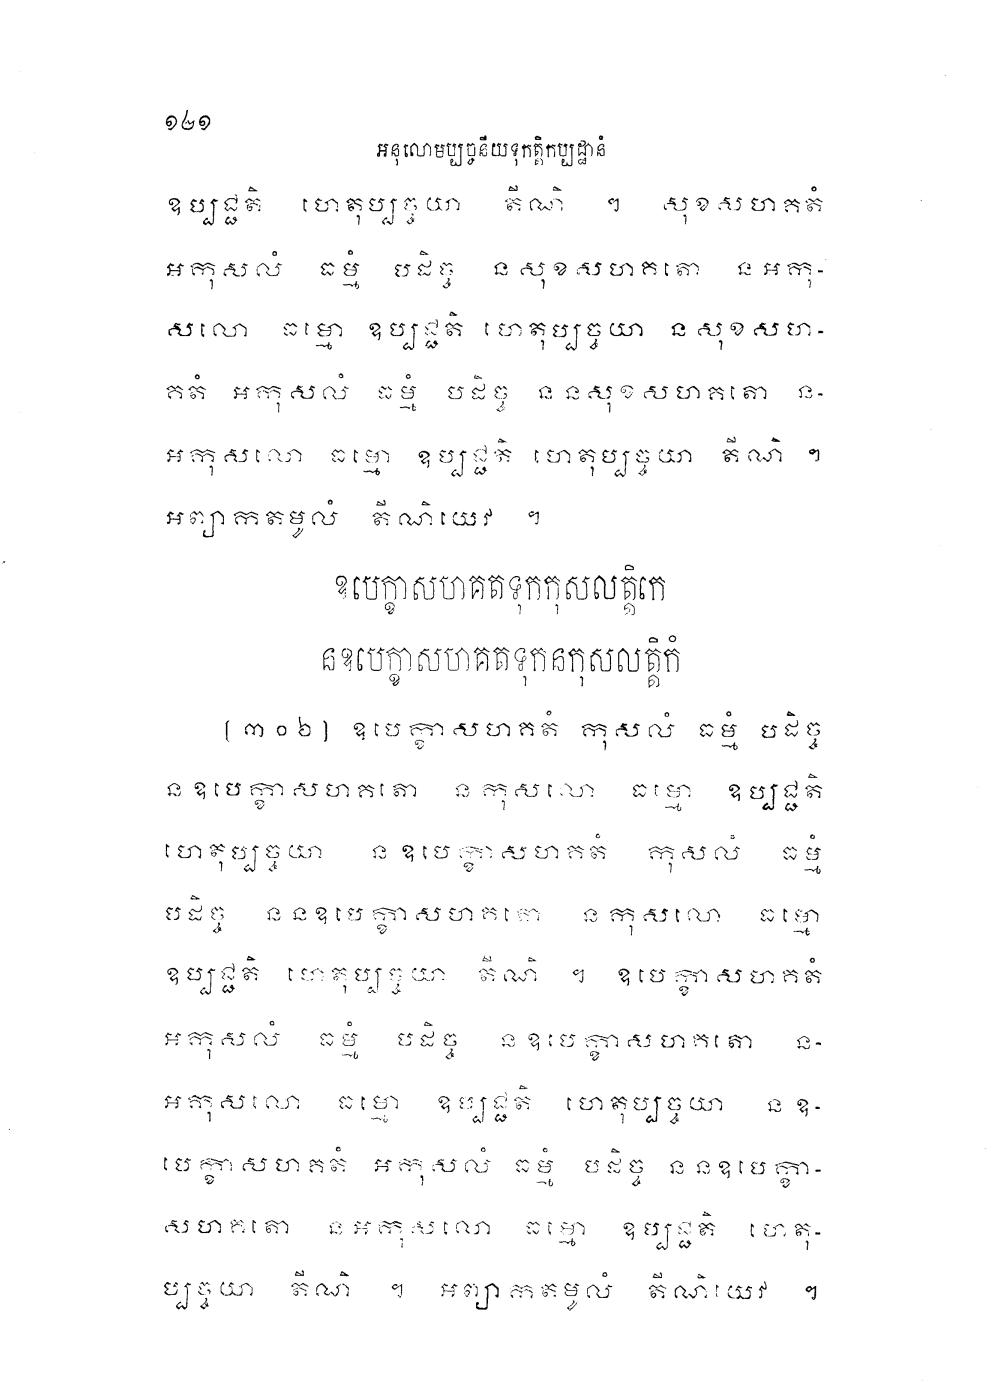 ១៤១
អនុលោមប្បច្ចនីយទុកត្តិកប្បដ្ឋានំ
ឧប្បជ្ជតិ ហេតុប្បច្ចយា តីណិ ។ សុខសហគតំ
អកុសលំ ធម្មំ បដិច្ច នសុខសហគតោ នអកុ-
សលោ ធម្មោ ឧប្បជ្ជតិ ហេតុប្បច្ចយា នសុខសហ-
គតំ អកុសលំ ធម្មំ បដិច្ច ននសុខសហគតោ ន-
អកុសលោ ធម្មោ ឧប្បជ្ជតិ ហេតុប្បច្ចយា តីណិ ។
អព្យាកតមូលំ តីណិយេវ ។
ឧបេក្ខាសហគតទុកកុសលត្តិកេ
នឧបេក្ខាសហគតទុកនកុសលត្តិកំ
[៣០៦] ឧបេក្ខាសហគតំ កុសលំ ធម្មំ បដិច្ច
នឧបេក្ខាសហគតោ នកុសលោ ធម្មោ ឧប្បជ្ជតិ
ហេតុប្បច្ចយា នឧបេក្ខាសហគតំ កុសលំ ធម្មំ
បដិច្ច ននឧបេក្ខាសហគតោ នកុសលោ ធម្មោ
ឧប្បជ្ជតិ ហេតុប្បច្ចយា តីណិ ។ ឧបេក្ខាសហគតំ
អកុសលំ ធម្មំ បដិច្ច នឧបេក្ខាសហគតោ ន-
អកុសលោ ធម្មោ ឧប្បជ្ជតិ ហេតុប្បច្ចយា នឧ-
បេក្ខាសហគតំ អកុសលំ ធម្មំ បដិច្ច ននឧបេក្ខា-
សហគតោ នអកុសលោ ធម្មោ ឧប្បជ្ជតិ ហេតុ-
ប្បច្ចយា តីណិ ។ អព្យាកតមូលំ តីណិយេវ ។